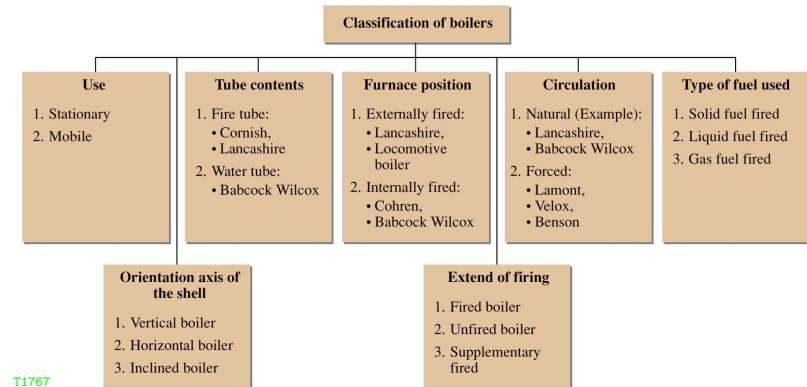 Classification of boilers
Use
1. Stationary
2. Mobile
Tube contents
1. Fire tube:
• Cornish,
• Lancashire
2. Water tube:
• Babcock Wilcox
Furnace position
1. Externally fired:
• Lancashire,
• Locomotive
boiler
2. Internally fired:
• Cohren,
• Babcock Wilcox
Circulation
1. Natural (Example):
• Lancashire,
• Babcock Wilcox
2. Forced:
• Lamont,
• Velox,
• Benson
Type of fuel used
1. Solid fuel fired
2. Liquid fuel fired
3. Gas fuel fired
Orientation axis of
the shell
1. Vertical boiler
2. Horizontal boiler
3. Inclined boiler
Extend of firing
1. Fired boiler
2. Unfired boiler
3. Supplementary
fired
T1767